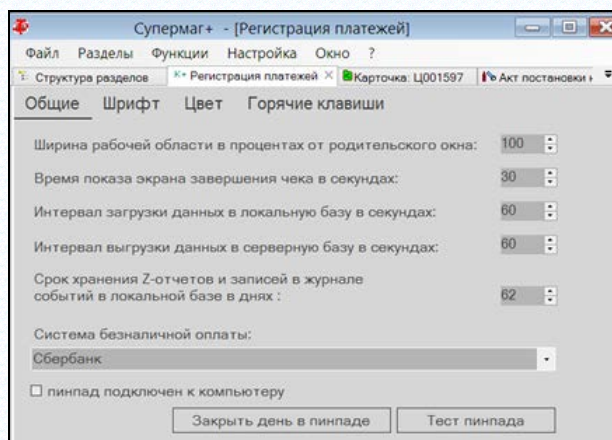 Супермаг+ - [Регистрация платежей]
Файл Разделы Функции Настройка Окно ?
Структура разделов К+ Регистрация платежей × Карточка: Ц001597 Акт постановки
Общие Шрифт Цвет Горячие клавиши
Ширина рабочей области в процентах от родительского окна: 100
Время показа экрана завершения чека в секундах: 30
Интервал загрузки данных в локальную базу в секундах: 60
Интервал выгрузки данных в серверную базу в секундах: 60
Срок хранения Z-отчетов и записей в журнале
событий в локальной базе в днях : 62
Система безналичной оплаты:
Сбербанк
пинпад подключен к компьютеру
Закрыть день в пинпаде Тест пинпада